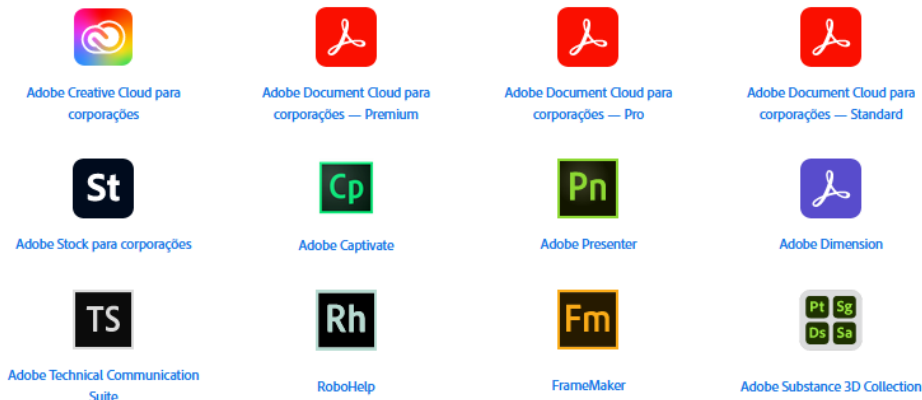 Adobe Creative Cloud para
corporações
Adobe Document Cloud para
corporações — Premium
Adobe Document Cloud para
corporações — Pro
Adobe Document Cloud para
corporações — Standard
St
Adobe Stock para corporações
Cp
Adobe Captivate
Pn
Adobe Presenter
Adobe Dimension
TS
Adobe Technical Communication
Suite
Rh
RoboHelp
Fm
FrameMaker
Pt Sg
Ds Sa
Adobe Substance 3D Collection